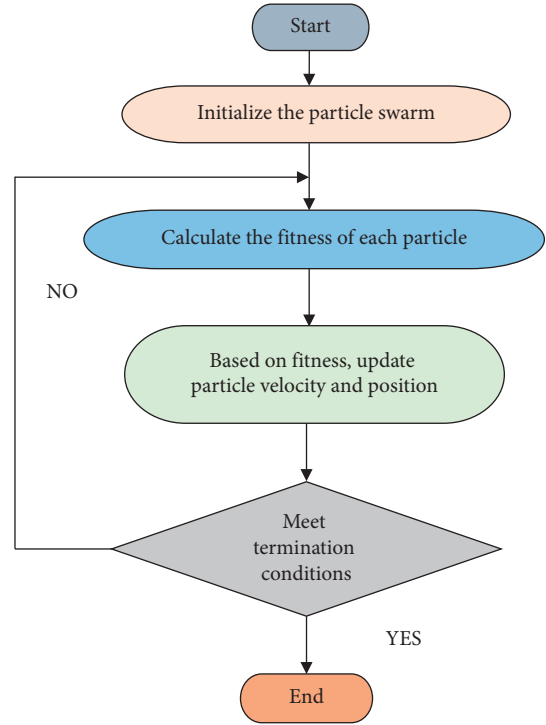 Start
Initialize the particle swarm
Calculate the fitness of each particle
NO
Based on fitness, update
particle velocity and position
Meet
termination
conditions
YES
End